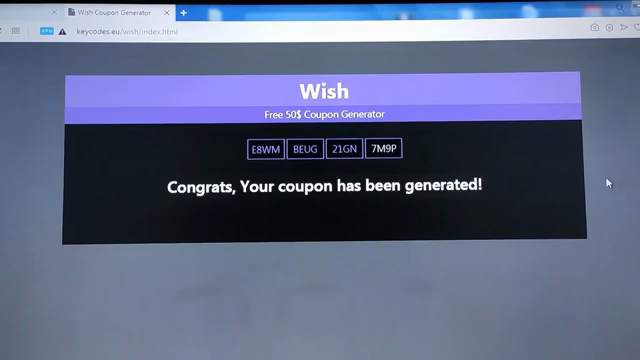 Wish Coupon Generator
VPN
keycodes.eu/wish/index.html
Wish
Free 50$ Coupon Generator
E8WM BEUG 21GN 7M9P
Congrats, Your coupon has been generated!